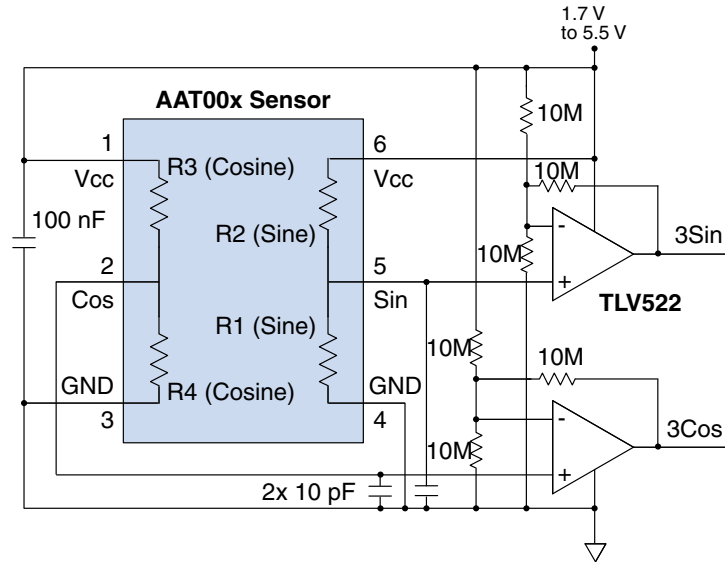 1.7 V
to 5.5 V
AAT00x Sensor
10M
1
6
R3 (Cosine)
Vcc
Vcc
10M
100 nF
R2 (Sine)
10M
-
3Sin
2
5
Cos
Sin
+
TLV522
R1 (Sine)
10M
10M
GND
GND
R4 (Cosine)
3
4
-
3Cos
10M
+
2x 10 pF